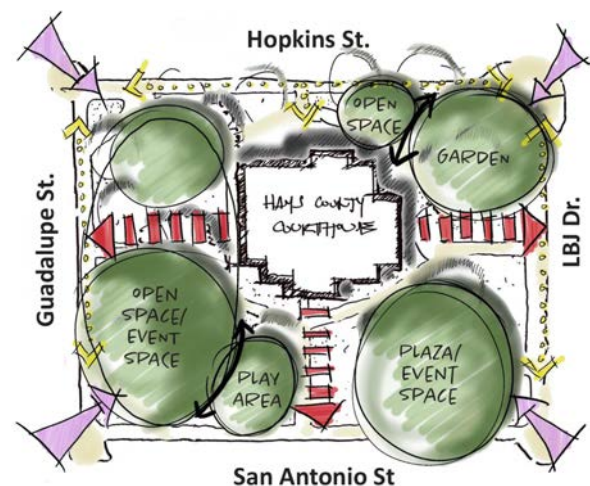 Hopkins St.
OPEN
SPACE
GARDEN
Guadalupe St.
HAYS COUNTY
COURTHOUSE
LBJ Dr.
OPEN
SPACE/
EVENT
SPACE
PLAY
AREA
PLAZA/
EVENT
SPACE
San Antonio St